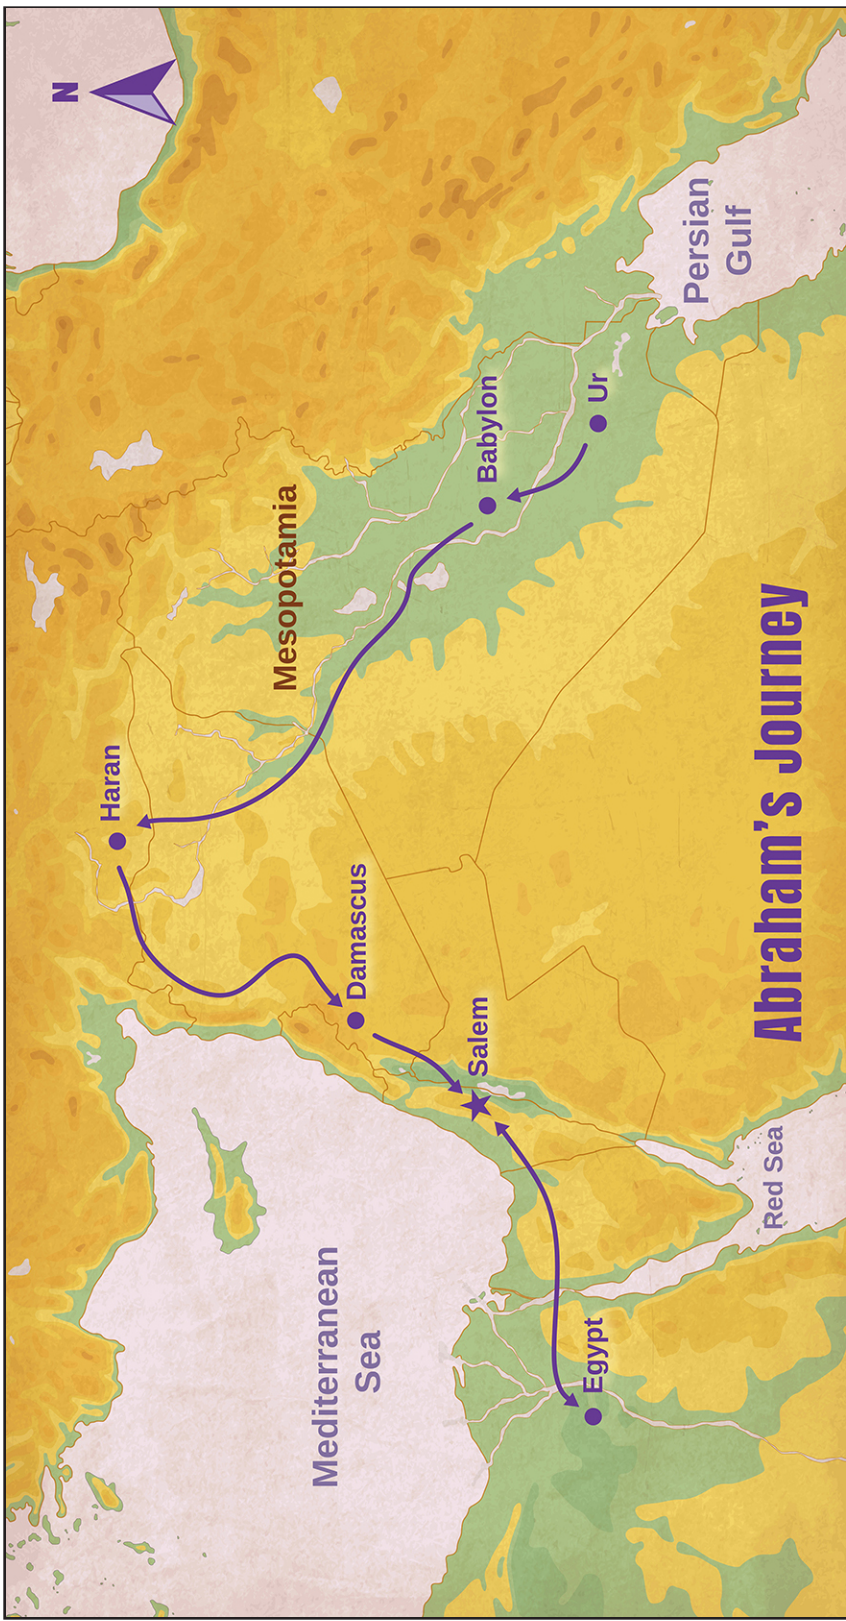 N
Haran
Mesopotamia
Babylon
Ur
Persian
Gulf
Damascus
Salem
Mediterranean
Sea
Egypt
Red Sea
Abraham's Journey